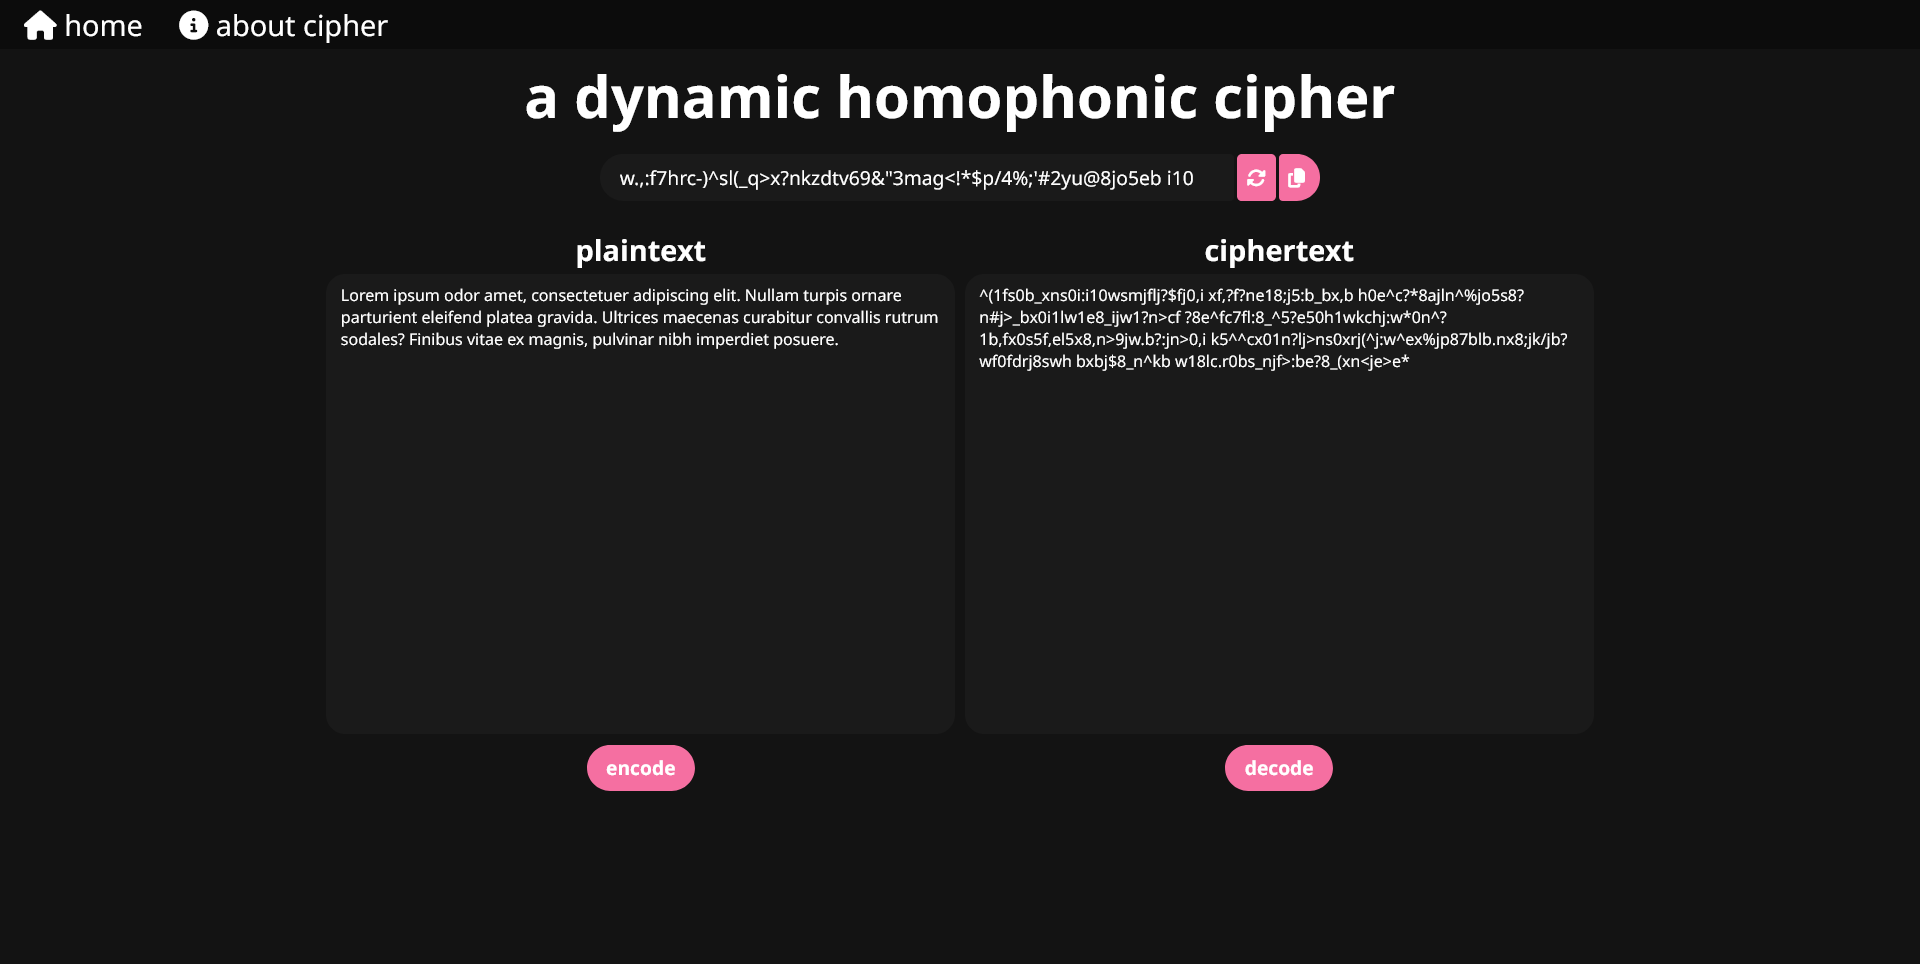 home
about cipher
a dynamic homophonic cipher
w.,:f7hrc-)^sl(_q>x?nkzdtv69&"3mag<!*$p/4%;'#2yu@8jo5eb i10
plaintext
Lorem ipsum odor amet, consectetuer adipiscing elit. Nullam turpis ornare
parturient eleifend platea gravida. Ultrices maecenas curabitur convallis rutrum
sodales? Finibus vitae ex magnis, pulvinar nibh imperdiet posuere.
encode
ciphertext
^(1fs0b_xns0i:i10wsmjflj?$fj0,i xf,?f?ne18;j5:b_bx,b h0e^c?*8ajln^%jo5s8?
n#j>_bx0i1lw1e8_ijw1?n>cf ?8e^fc7fl:8_^5?e50h1wkchj:w*0n^?
1b,fx0s5f,el5x8,n>9jw.b?:jn>0,i k5^^cx01n?lj>ns0xrj(^j:w^ex%jp87blb.nx8;jk/jb?
wf0fdrj8swh bxbj$8_n^kb w18lc.r0bs_njf>:be?8_(xn<je>e*
decode